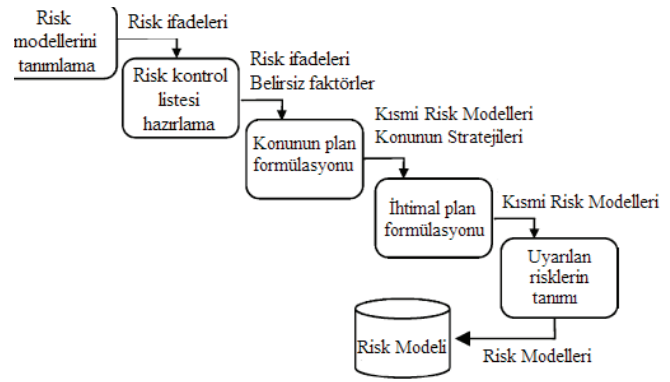 Risk
modellerini
tanımlama
Risk ifadeleri
Risk kontrol
listesi
hazırlama
Risk ifadeleri
Belirsiz faktörler
Konunun plan
formülasyonu
Kısmi Risk Modelleri
Konunun Stratejileri
İhtimal plan
formülasyonu
Kısmi Risk Modelleri
Uyarılan
risklerin
tanımı
Risk Modelleri
Risk Modeli